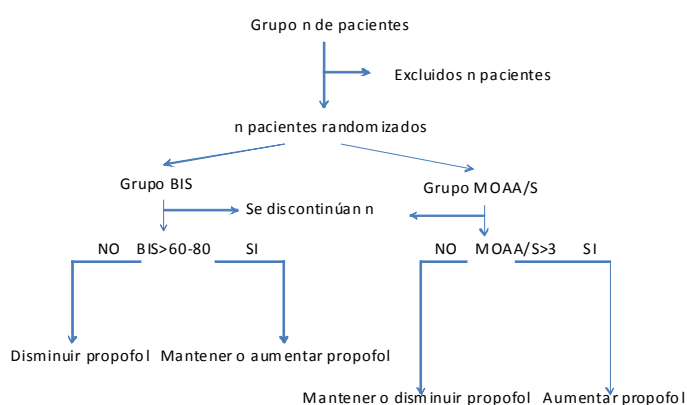 Grupo n de pacientes
Excluidos n pacientes
n pacientes randomizados
Grupo BIS
Grupo MOAA/S
Se discontinúan n
NO BIS>60-80 SI
NO MOAA/S>3 SI
Disminuir propofol
Mantener o aumentar propofol
Mantener o disminuir propofol
Aumentar propofol